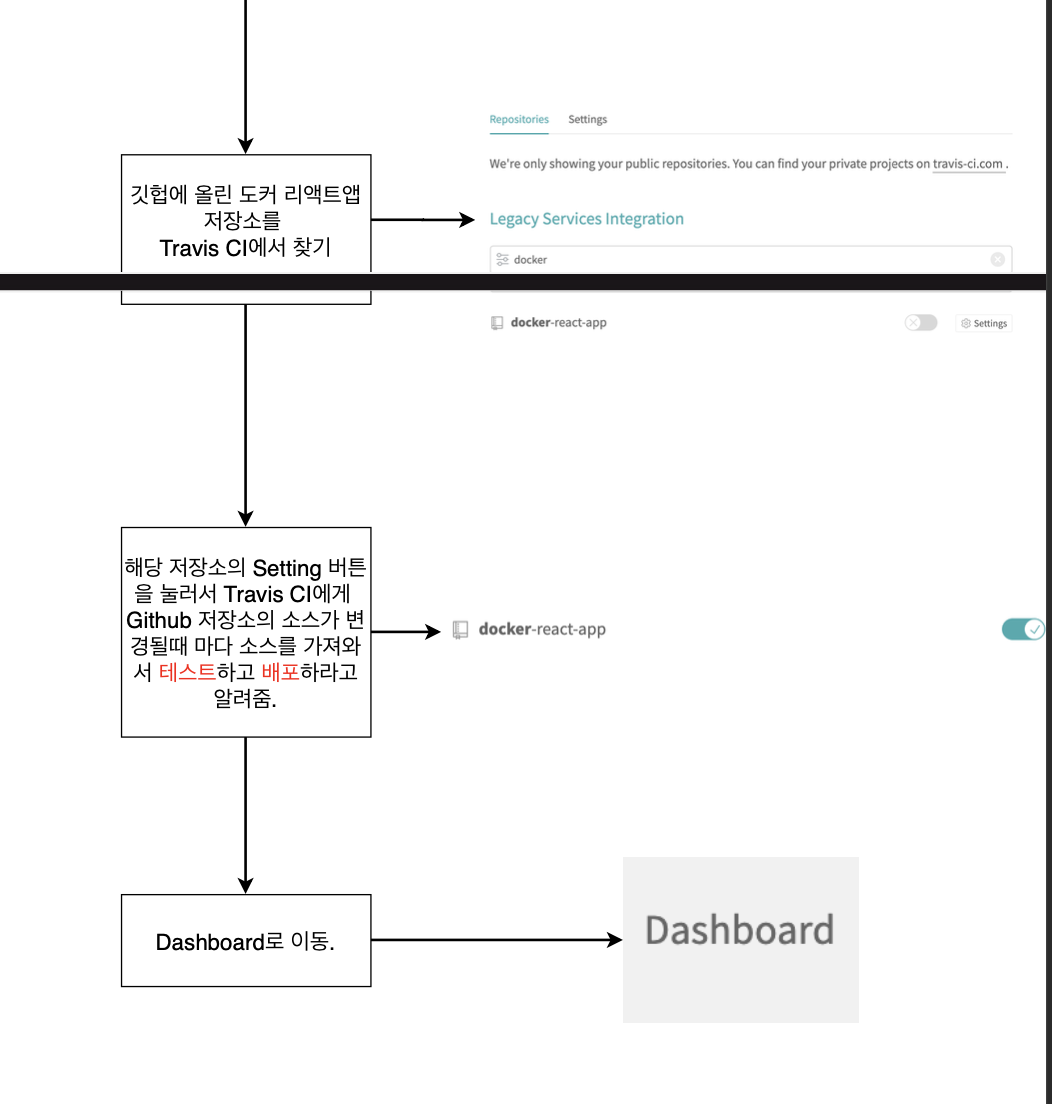 Repositories Settings
We're only showing your public repositories. You can find your private projects on travis-ci.com .
깃헙에 올린 도커 리액트앱
저장소를
Travis CI에서 찾기
Legacy Services Integration
docker
docker-react-app Settings
해당 저장소의 Setting 버튼
을 눌러서 Travis CI에게
Github 저장소의 소스가 변
경될때 마다 소스를 가져와
서 테스트하고 배포하라고
알려줌.
docker-react-app
Dashboard로 이동.
Dashboard